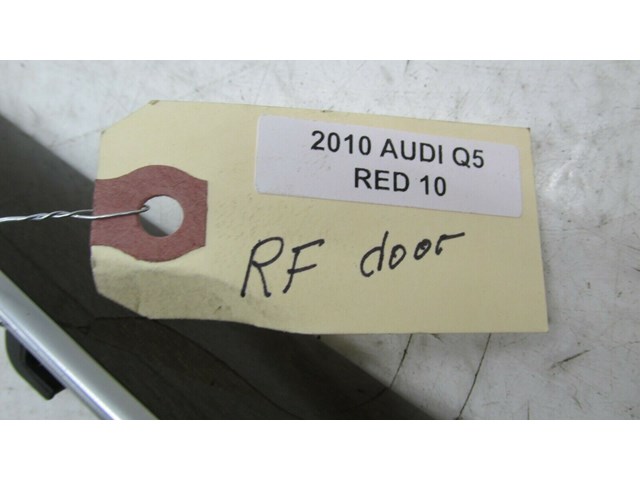 2010 AUDI Q5
RED 10
RF door